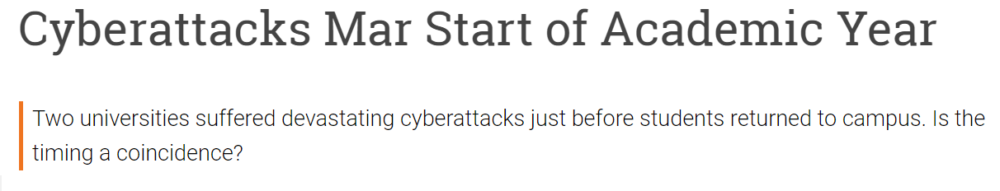 Cyberattacks Mar Start of Academic Year
Two universities suffered devastating cyberattacks just before students returned to campus. Is the
timing a coincidence?